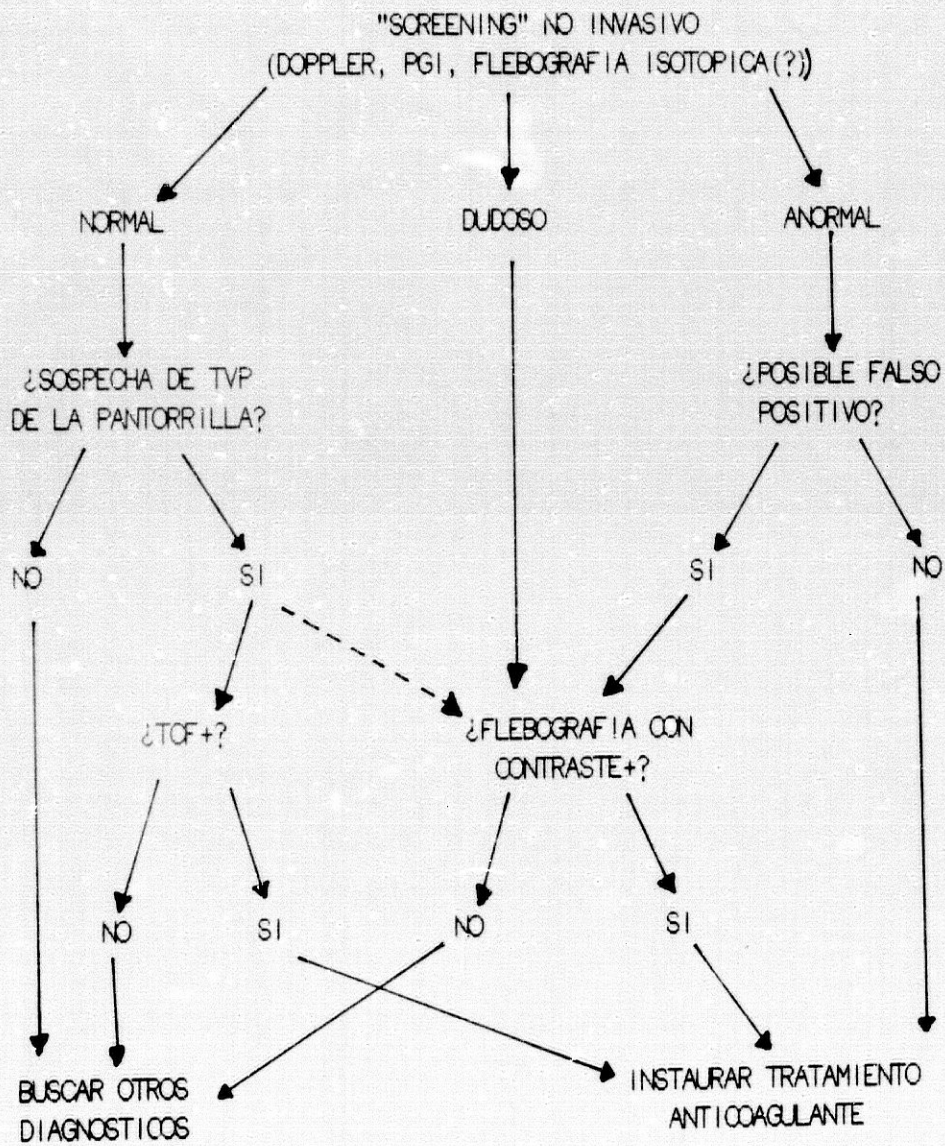 "SCREENING" NO INVASIVO
(DOPPLER, PGI, FLEBOGRAFIA ISOTOPICA(?))
NORMAL
DUDOSO
ANORMAL
¿SOSPECHA DE TVP
DE LA PANTORRILLA?
¿POSIBLE FALSO
POSITIVO?
NO
SI
SI
NO
¿TCF+?
¿FLEBOGRAFIA CON
CONTRASTE+?
NO
SI
NO
SI
BUSCAR OTROS
DIAGNOSTICOS
INSTAURAR TRATAMIENTO
ANTICOAGULANTE